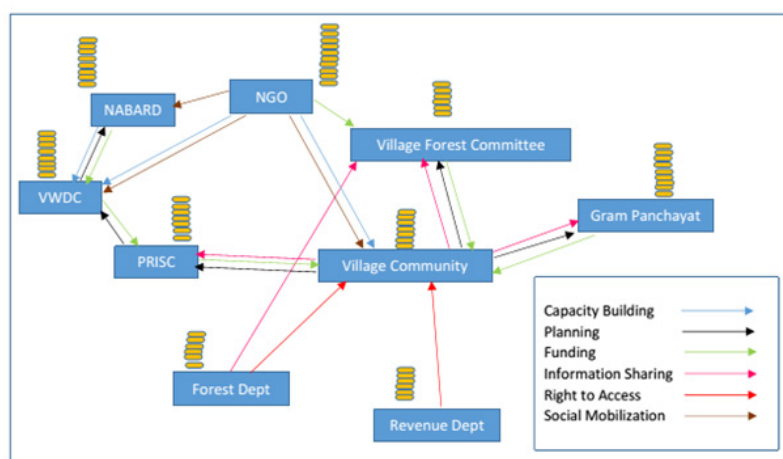 NABARD
NGO
Village Forest Committee
VWDC
Gram Panchayat
PRISC
Village Community
Forest Dept
Revenue Dept
Capacity Building
Planning
Funding
Information Sharing
Right to Access
Social Mobilization